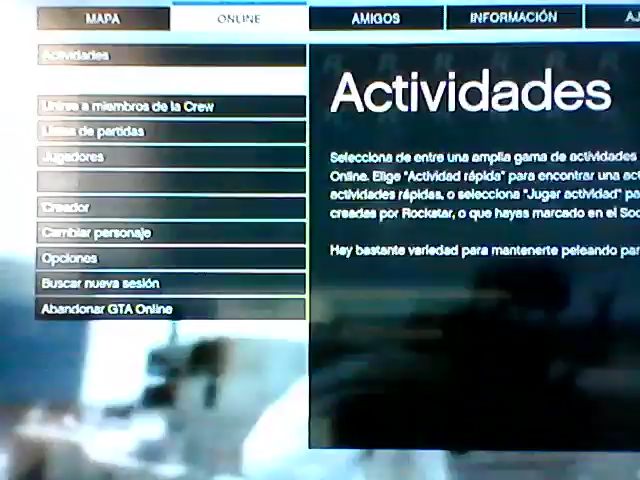 MAPA
ONLINE
AMIGOS
INFORMACIÓN
Actividades
Unirse a miembros de la Crew
Listas de partidas
Jugadores
Creador
Cambiar personaje
Opciones
Buscar nueva sesión
Abandonar GTA Online
Actividades
Selecciona de entre una amplia gama de actividades
Online. Elige "Actividad rápida" para encontrar una
actividades rápidas, o selecciona "Jugar actividad"
creadas por Rockstar, o que hayas marcado en el
Hay bastante variedad para mantenerte peleando